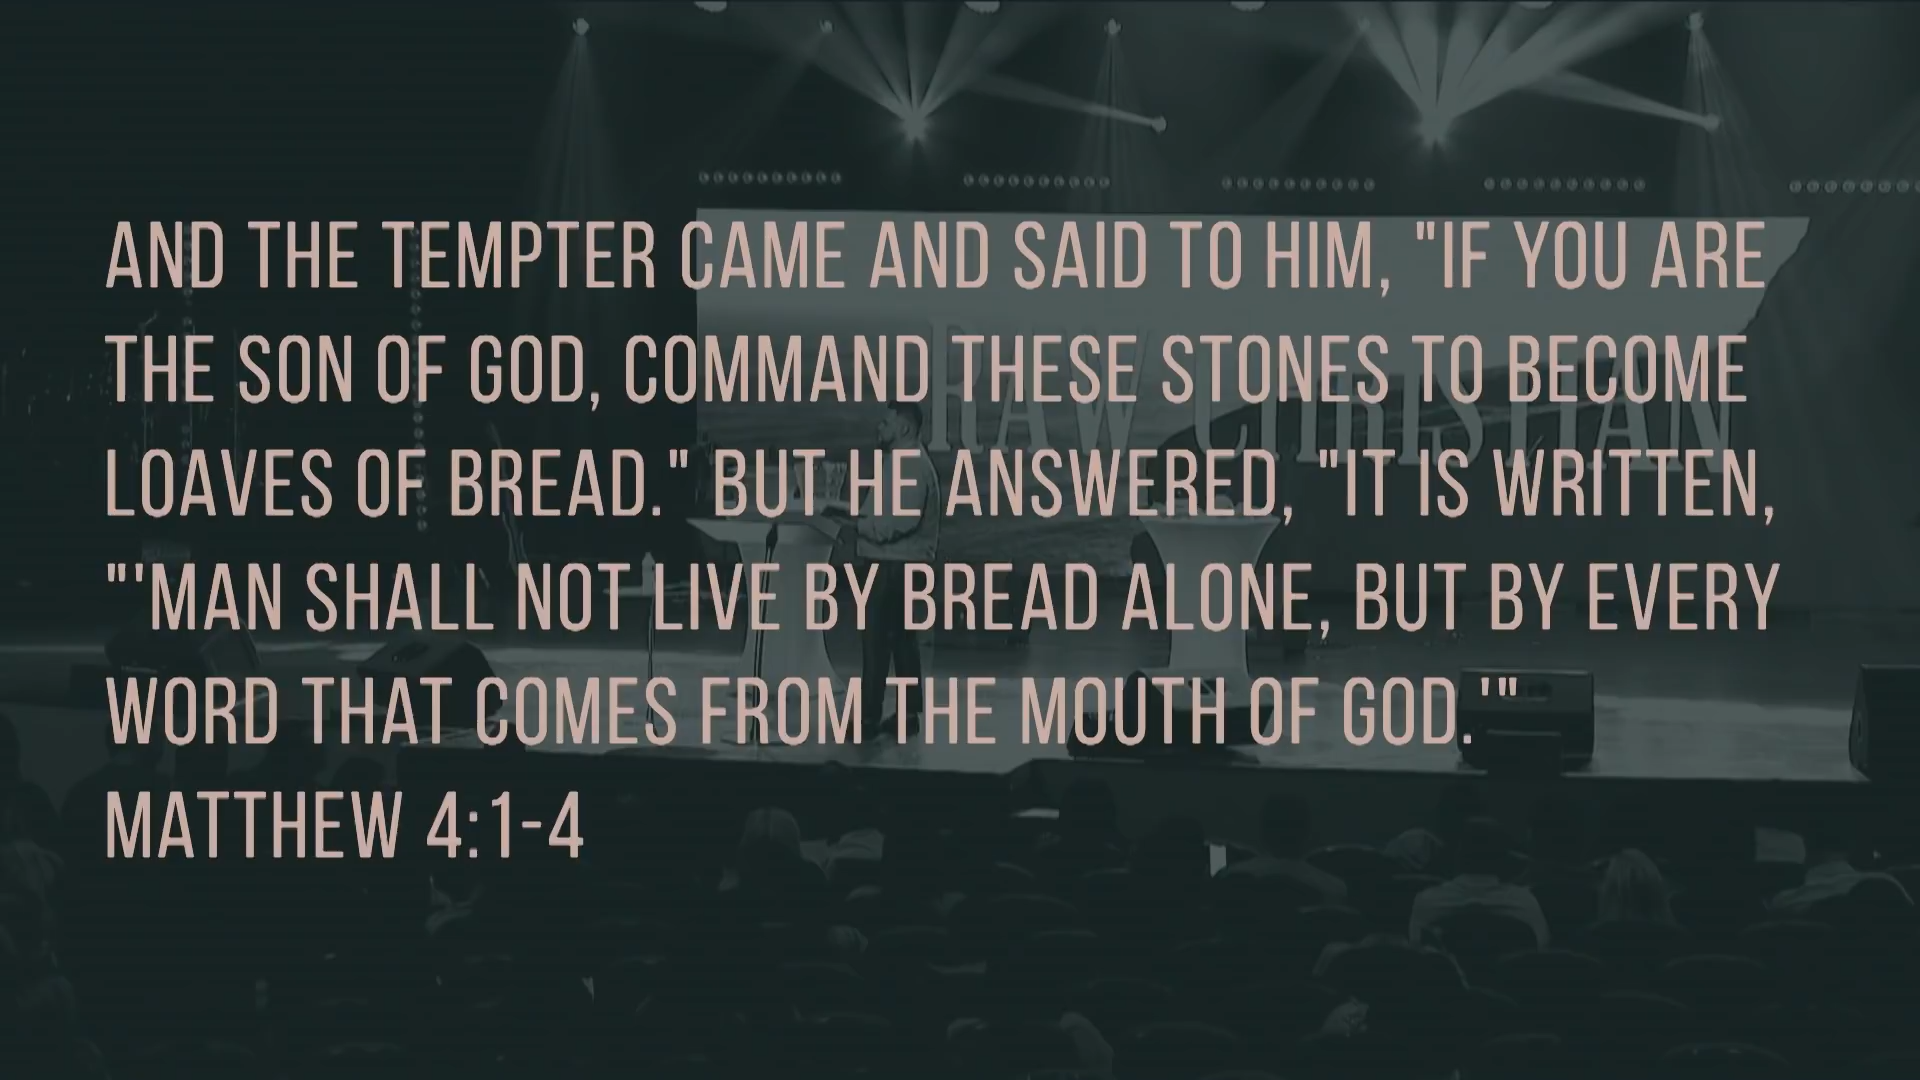 AND THE TEMPTER CAME AND SAID TO HIM, "IF YOU ARE
THE SON OF GOD, COMMAND THESE STONES TO BECOME
LOAVES OF BREAD." BUT HE ANSWERED, "IT IS WRITTEN,
"'MAN SHALL NOT LIVE BY BREAD ALONE, BUT BY EVERY
WORD THAT COMES FROM THE MOUTH OF GOD.'"
MATTHEW 4:1-4
RAW CHRISTIAN